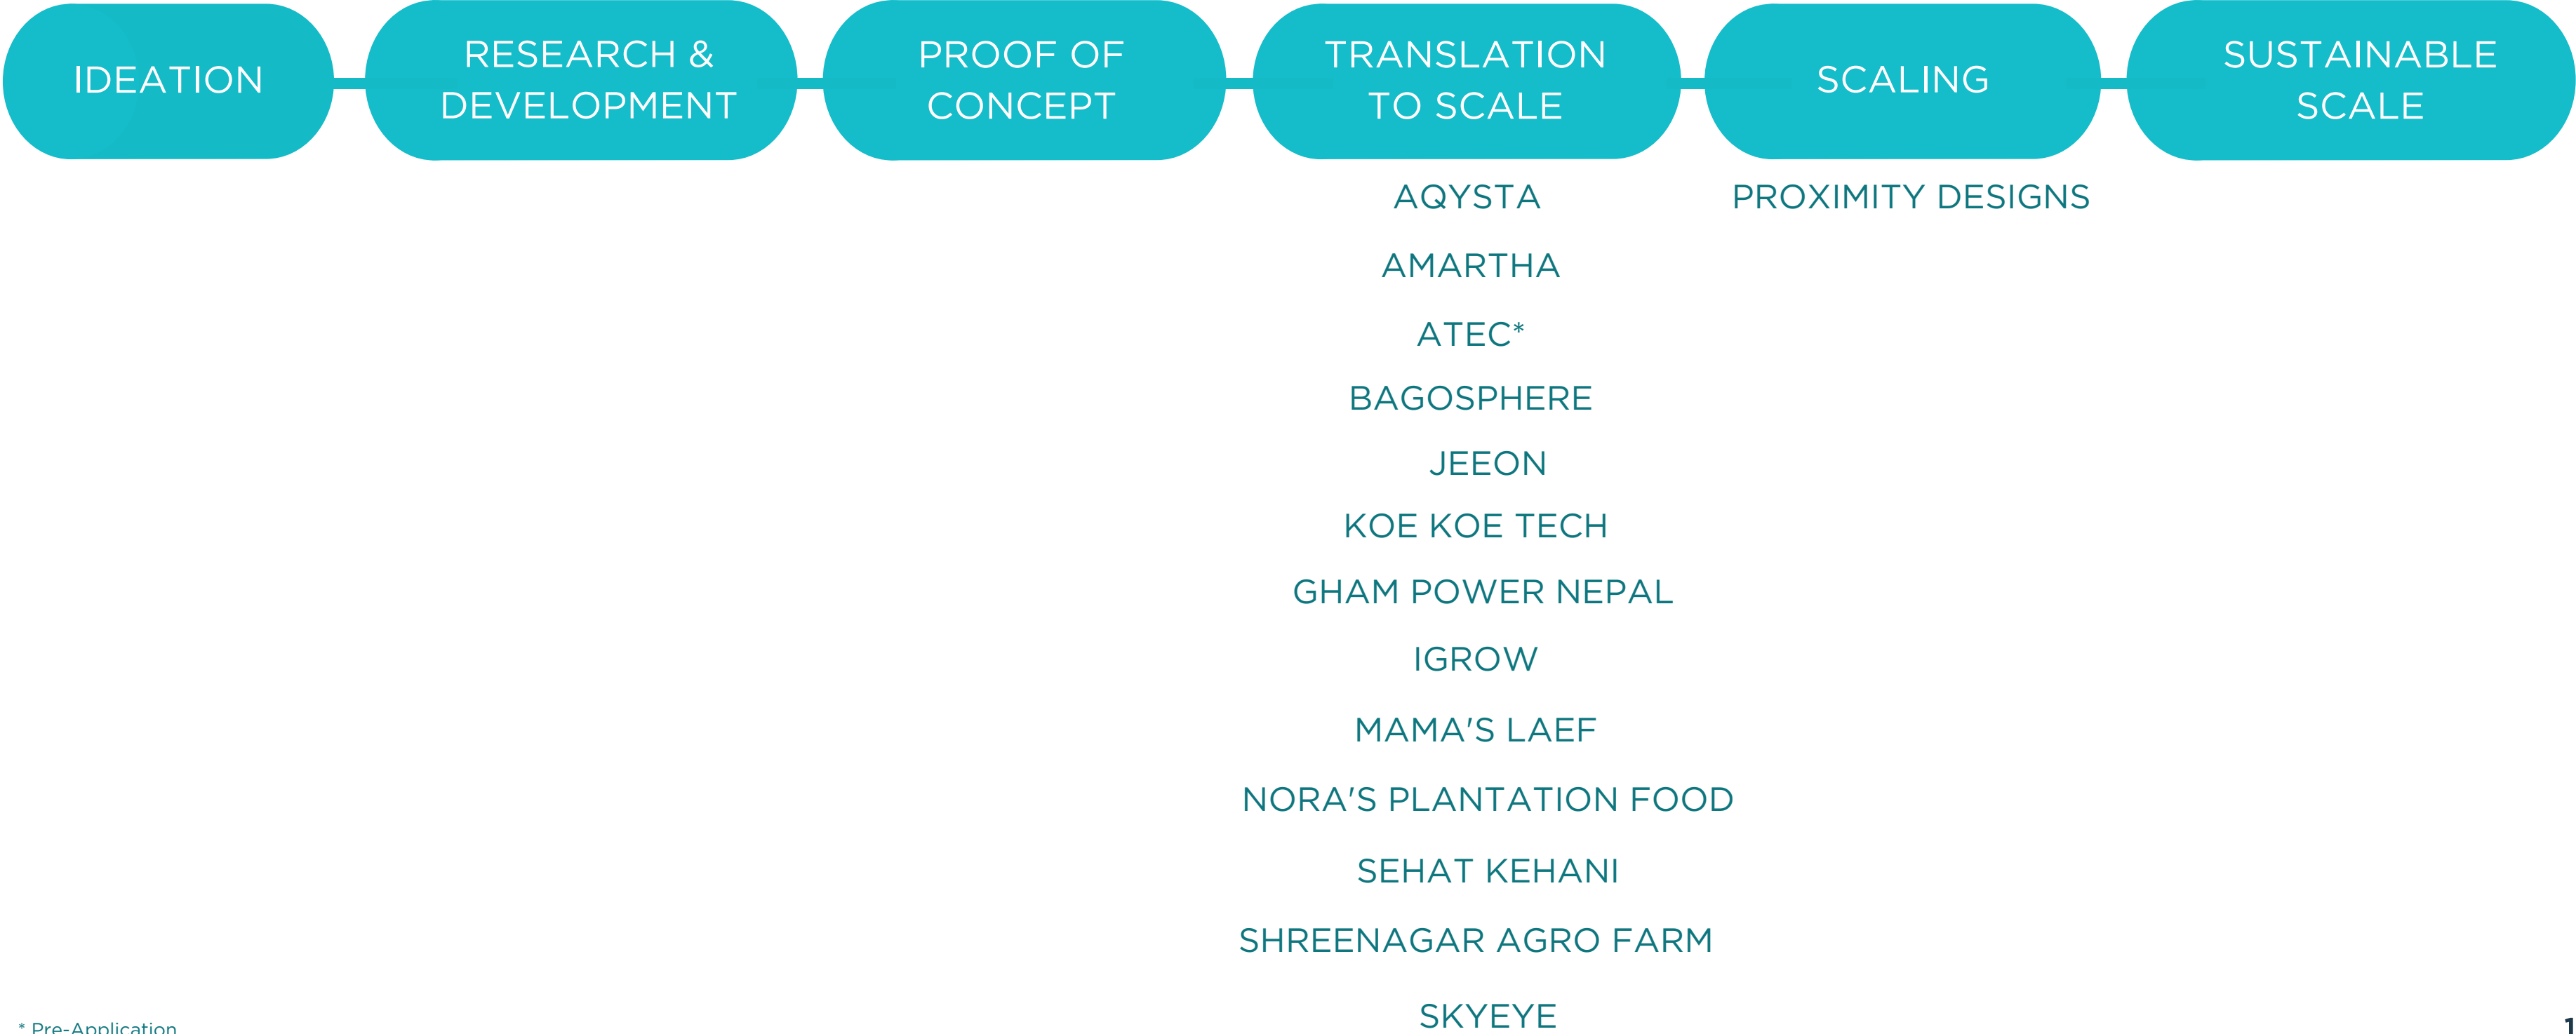 IDEATION
RESEARCH &
DEVELOPMENT
PROOF OF
CONCEPT
TRANSLATION
TO SCALE
SCALING
SUSTAINABLE
SCALE
AQYSTA
AMARTHA
ATEC*
BAGOSPHERE
JEEON
KOE KOE TECH
GHAM POWER NEPAL
IGROW
MAMA'S LAEF
NORA'S PLANTATION FOOD
SEHAT KEHANI
SHREENAGAR AGRO FARM
SKYEYE
PROXIMITY DESIGNS
* Pre-Application